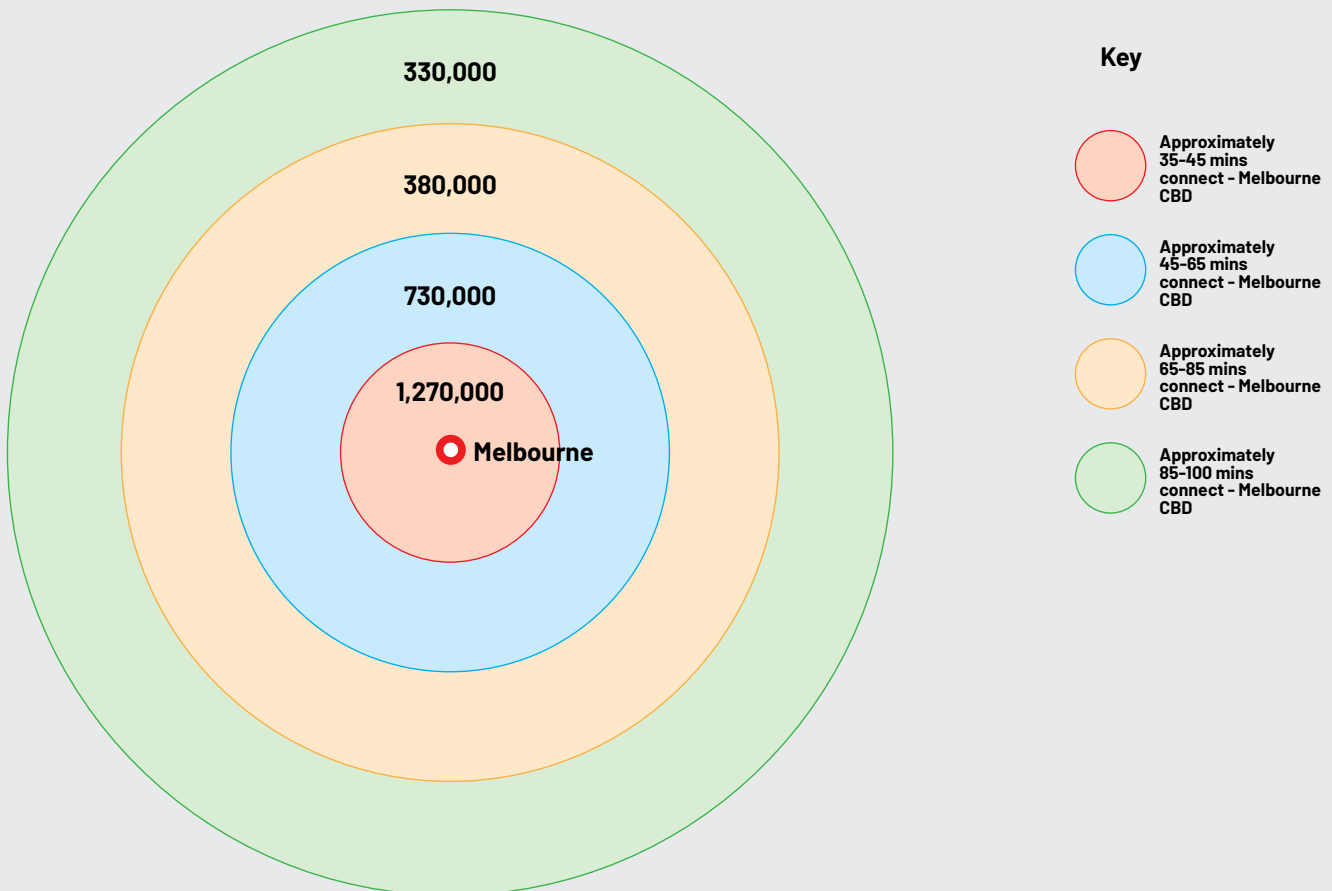 330,000
380,000
730,000
1,270,000
Melbourne
Key
Approximately
35-45 mins
connect - Melbourne
CBD
Approximately
45-65 mins
connect - Melbourne
CBD
Approximately
65-85 mins
connect - Melbourne
CBD
Approximately
85-100 mins
connect - Melbourne
CBD